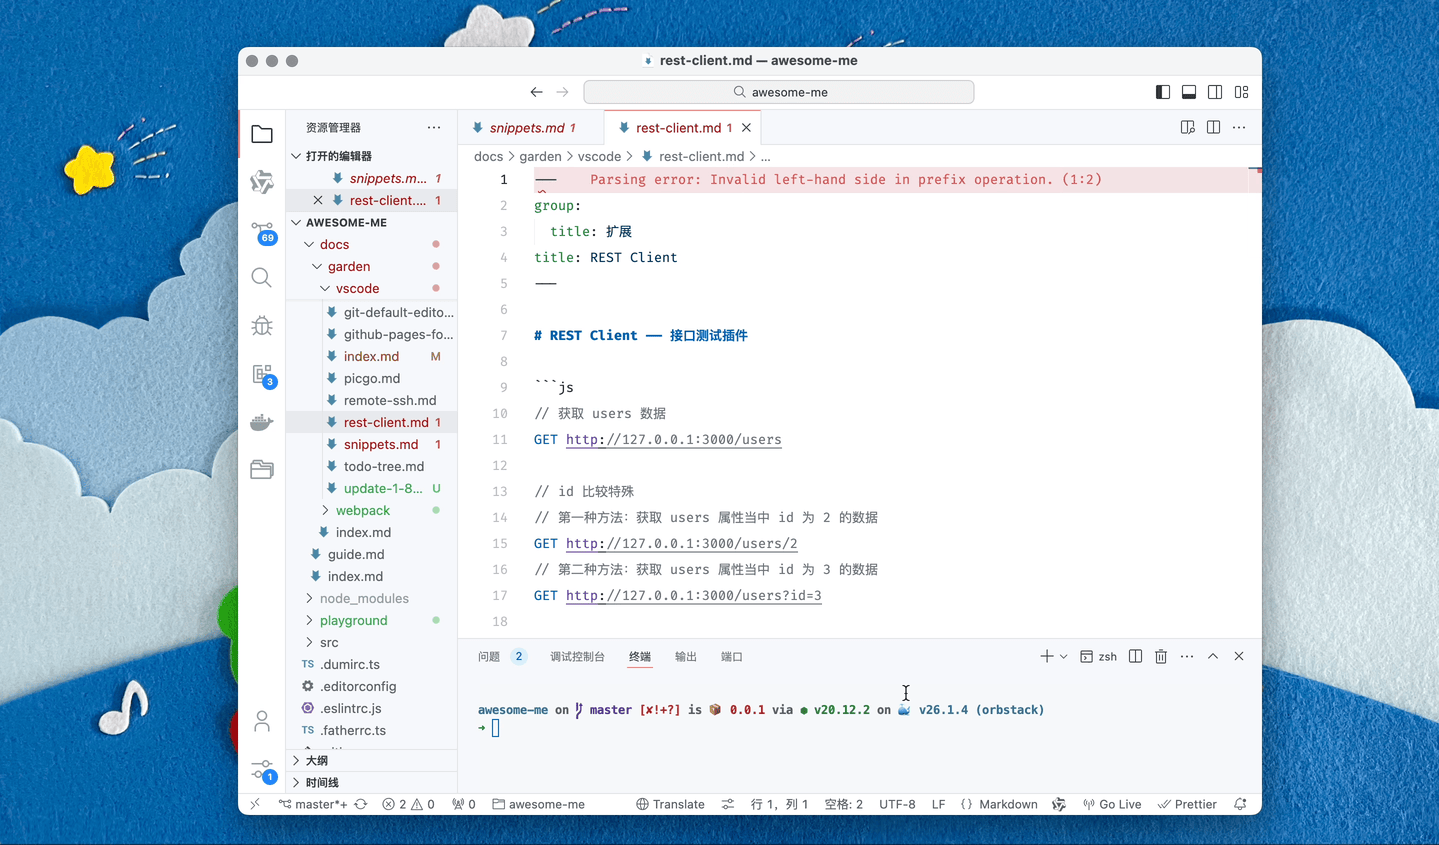 rest-client.md — awesome-me
awesome-me
资源管理器
打开的编辑器
snippets.m... 1
rest-client.... 1
AWESOME-ME
docs
garden
vscode
git-default-edito...
github-pages-fo...
index.md M
picgo.md
remote-ssh.md
rest-client.md 1
snippets.md 1
todo-tree.md
update-1-8... U
webpack
index.md
guide.md
index.md
node_modules
playground
src
TS .dumirc.ts
.editorconfig
.eslintrc.js
TS .fatherrc.ts
大纲
时间线
69
3
1
snippets.md 1
rest-client.md 1
docs > garden > vscode > rest-client.md > ...
1 --- Parsing error: Invalid left-hand side in prefix operation. (1:2)
2 group:
3 title: 扩展
4 title: REST Client
5 ---
6
7 # REST Client —— 接口测试插件
8
9 ```js
10 // 获取 users 数据
11 GET http://127.0.0.1:3000/users
12
13 // id 比较特殊
14 // 第一种方法：获取 users 属性当中 id 为 2 的数据
15 GET http://127.0.0.1:3000/users/2
16 // 第二种方法：获取 users 属性当中 id 为 3 的数据
17 GET http://127.0.0.1:3000/users?id=3
18
问题 2 调试控制台 终端 输出 端口
zsh
awesome-me on master [✘!+?] is 📦 0.0.1 via ⬢ v20.12.2 on 🐳 v26.1.4 (orbstack)
➜
master*+ 2 0 0 awesome-me Translate 行 1，列 1 空格: 2 UTF-8 LF {} Markdown Go Live Prettier